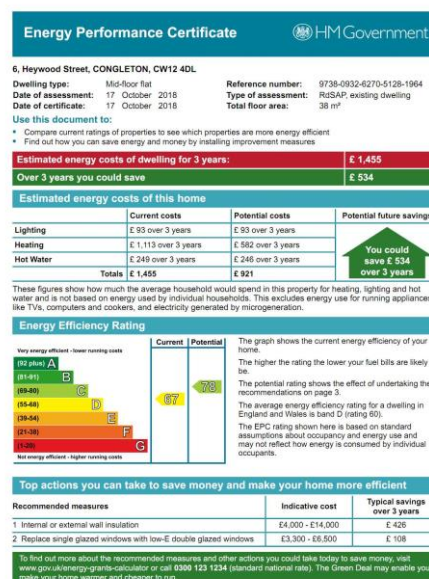 Energy Performance Certificate
HM Government
6, Heywood Street, CONGLETON, CW12 4DL
Dwelling type: Mid-floor flat
Date of assessment: 17 October 2018
Date of certificate: 17 October 2018
Reference number: 9738-0932-6270-5128-1964
Type of assessment: RdSAP, existing dwelling
Total floor area: 38 m²
Use this document to:
• Compare current ratings of properties to see which properties are more energy efficient
• Find out how you can save energy and money by installing improvement measures
Estimated energy costs of dwelling for 3 years: £ 1,455
Over 3 years you could save £ 534
Estimated energy costs of this home
Current costs Potential costs Potential future savings
Lighting £ 93 over 3 years £ 93 over 3 years
Heating £ 1,113 over 3 years £ 582 over 3 years
Hot Water £ 249 over 3 years £ 246 over 3 years
Totals £ 1,455 £ 921
You could
save £ 534
over 3 years
These figures show how much the average household would spend in this property for heating, lighting and hot
water and is not based on energy used by individual households. This excludes energy use for running appliances
like TVs, computers and cookers, and electricity generated by microgeneration.
Energy Efficiency Rating
Current Potential
Very energy efficient - lower running costs
(92 plus) A
(81-91) B
(69-80) C
(55-68) D
(39-54) E
(21-38) F
(1-20) G
Not energy efficient - higher running costs
67
78
The graph shows the current energy efficiency of your
home.
The higher the rating the lower your fuel bills are likely
be.
The potential rating shows the effect of undertaking the
recommendations on page 3.
The average energy efficiency rating for a dwelling in
England and Wales is band D (rating 60).
The EPC rating shown here is based on standard
assumptions about occupancy and energy use and
may not reflect how energy is consumed by individual
occupants.
Top actions you can take to save money and make your home more efficient
Recommended measures Indicative cost Typical savings
over 3 years
1 Internal or external wall insulation £4,000 - £14,000 £ 426
2 Replace single glazed windows with low-E double glazed windows £3,300 - £6,500 £ 108
To find out more about the recommended measures and other actions you could take today to save money, visit
www.gov.uk/energy-grants-calculator or call 0300 123 1234 (standard national rate). The Green Deal may enable you
make your home warmer and cheaper to run.